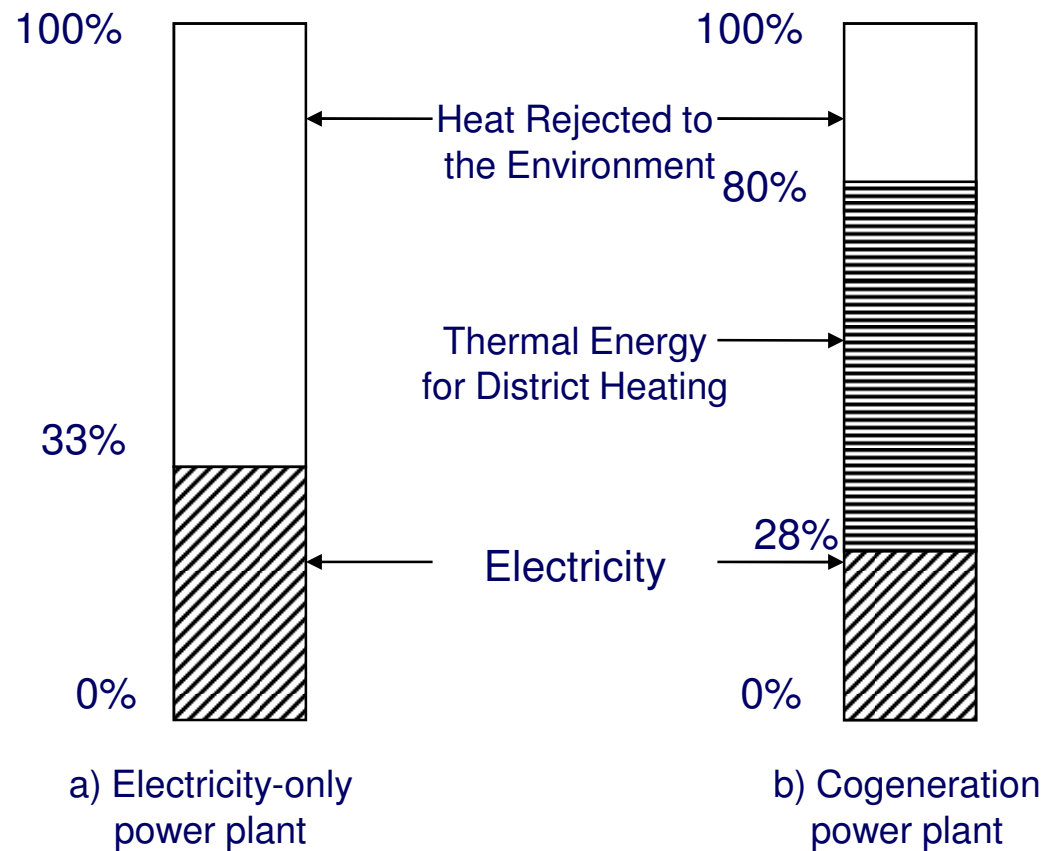 100%
100%
Heat Rejected to
the Environment
80%
Thermal Energy
for District Heating
33%
28%
Electricity
0%
0%
a) Electricity-only
power plant
b) Cogeneration
power plant